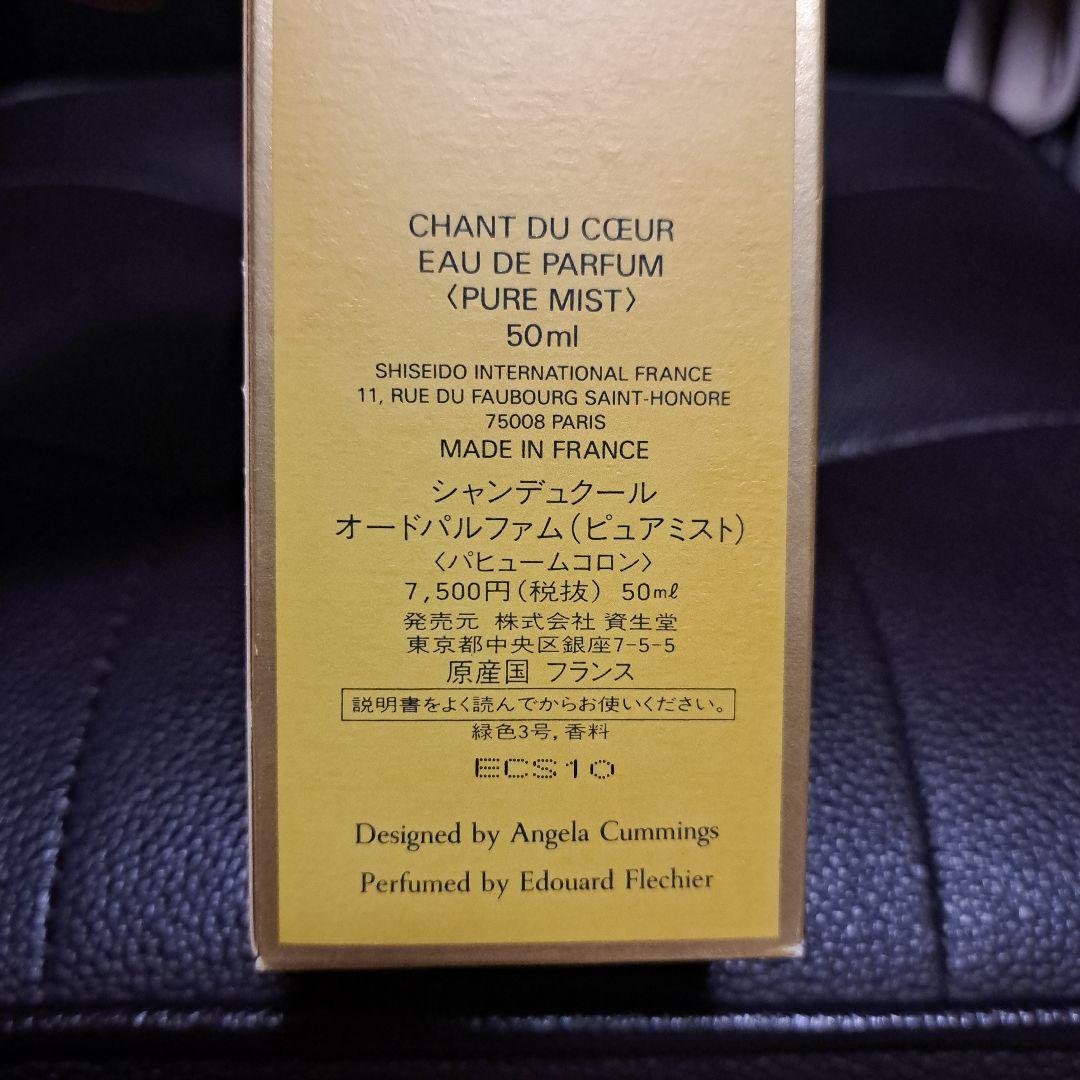 CHANT DU CŒUR
EAU DE PARFUM
〈PURE MIST〉
50ml
SHISEIDO INTERNATIONAL FRANCE
11, RUE DU FAUBOURG SAINT-HONORE
75008 PARIS
MADE IN FRANCE
シャンデュクール
オードパルファム(ピュアミスト)
〈パヒュームコロン〉
7,500円(税抜) 50mℓ
発売元 株式会社 資生堂
東京都中央区銀座7-5-5
原産国 フランス
説明書をよく読んでからお使いください。
緑色3号,香料
ECS10
Designed by Angela Cummings
Perfumed by Edouard Flechier